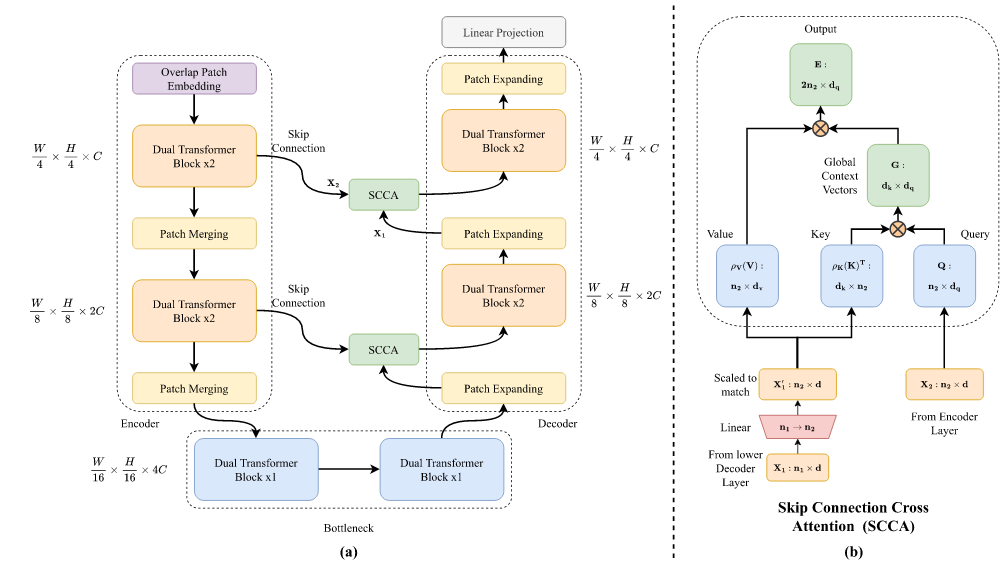 Linear Projection
Overlap Patch
Embedding
Patch Expanding
W/4 × H/4 × C
Dual Transformer
Block x2
Skip
Connection
X₂
SCCA
X₁
Dual Transformer
Block x2
W/4 × H/4 × C
Patch Merging
Patch Expanding
W/8 × H/8 × 2C
Dual Transformer
Block x2
Skip
Connection
SCCA
Dual Transformer
Block x2
W/8 × H/8 × 2C
Patch Merging
Patch Expanding
Encoder
Decoder
W/16 × H/16 × 4C
Dual Transformer
Block x1
Dual Transformer
Block x1
Bottleneck
(a)
Output
E :
2n₂ × d_q
Global
Context
Vectors
G :
d_k × d_q
Value
Key
Query
ρ_V(V) :
n₂ × d_v
ρ_K(K)^T :
d_k × n₂
Q :
n₂ × d_q
Scaled to
match
X′₁ : n₂ × d
X₂ : n₂ × d
Linear
n₁ → n₂
From Encoder
Layer
From lower
Decoder
Layer
X₁ : n₁ × d
Skip Connection Cross
Attention (SCCA)
(b)